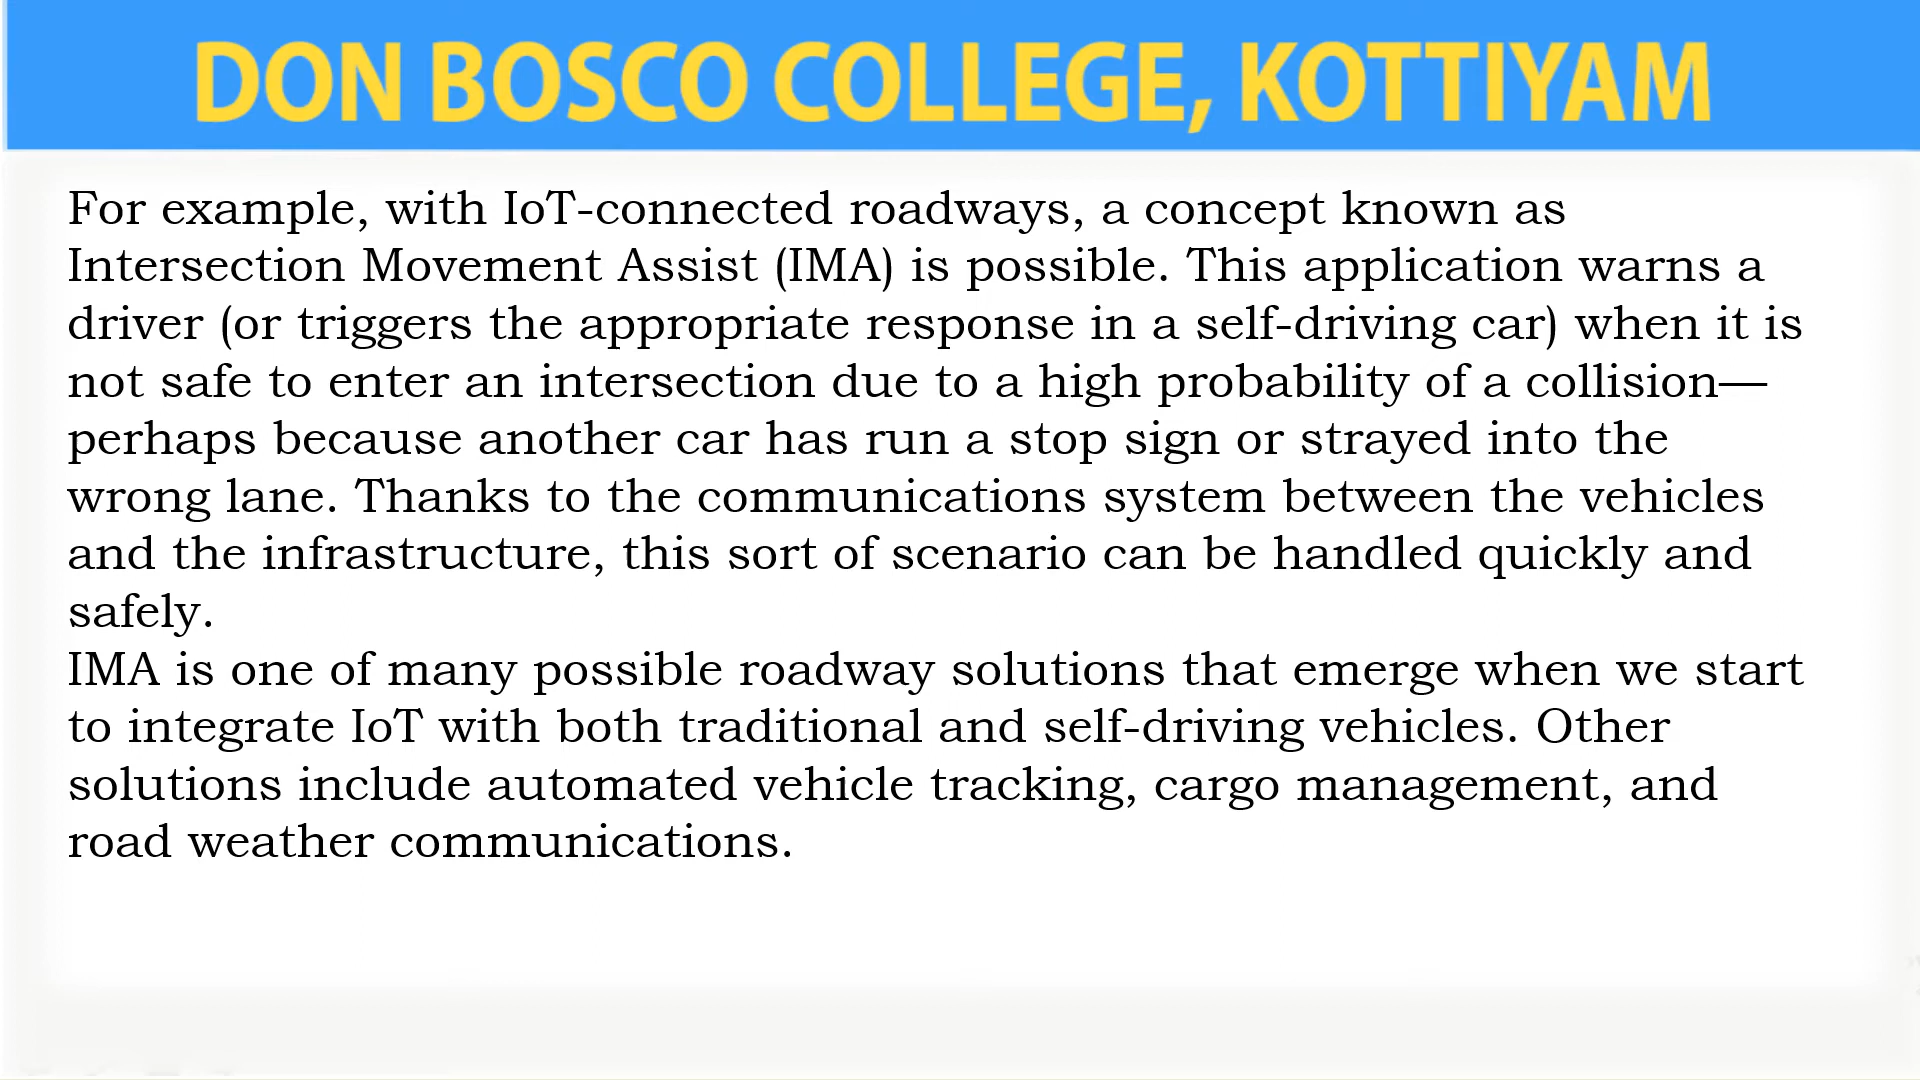 DON BOSCO COLLEGE, KOTTIYAM
For example, with IoT-connected roadways, a concept known as
Intersection Movement Assist (IMA) is possible. This application warns a
driver (or triggers the appropriate response in a self-driving car) when it is
not safe to enter an intersection due to a high probability of a collision—
perhaps because another car has run a stop sign or strayed into the
wrong lane. Thanks to the communications system between the vehicles
and the infrastructure, this sort of scenario can be handled quickly and
safely.
IMA is one of many possible roadway solutions that emerge when we start
to integrate IoT with both traditional and self-driving vehicles. Other
solutions include automated vehicle tracking, cargo management, and
road weather communications.